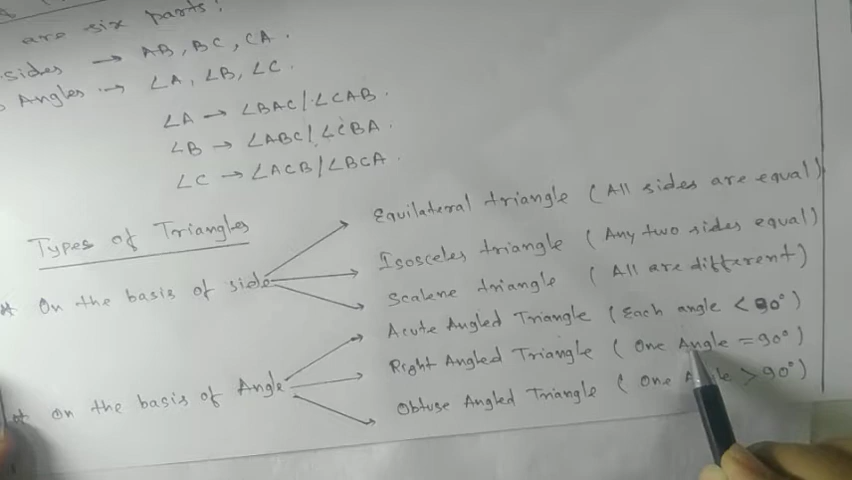 are six parts:
sides → AB, BC, CA.
Angles → ∠A, ∠B, ∠C.
∠A → ∠BAC / ∠CAB.
∠B → ∠ABC / ∠CBA.
∠C → ∠ACB / ∠BCA.
Types of Triangles
On the basis of side
Equilateral triangle (All sides are equal)
Isosceles triangle (Any two sides equal)
Scalene triangle (All are different)
On the basis of Angle
Acute Angled Triangle (Each angle < 90°)
Right Angled Triangle (One Angle = 90°)
Obtuse Angled Triangle (One > 90°)